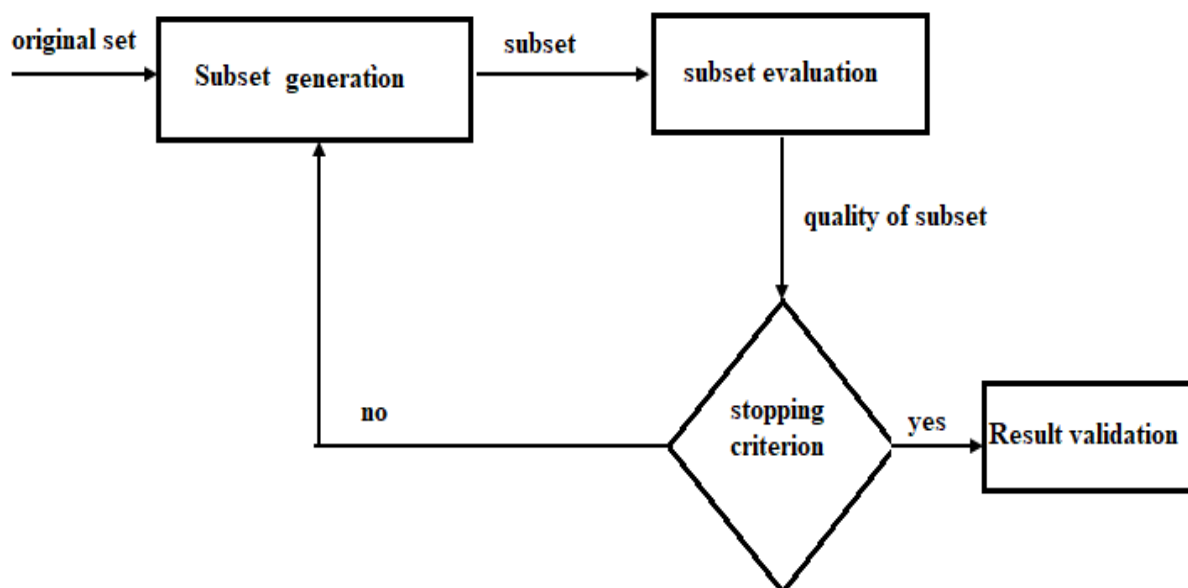 original set
Subset generation
subset
subset evaluation
quality of subset
stopping
criterion
no
yes
Result validation